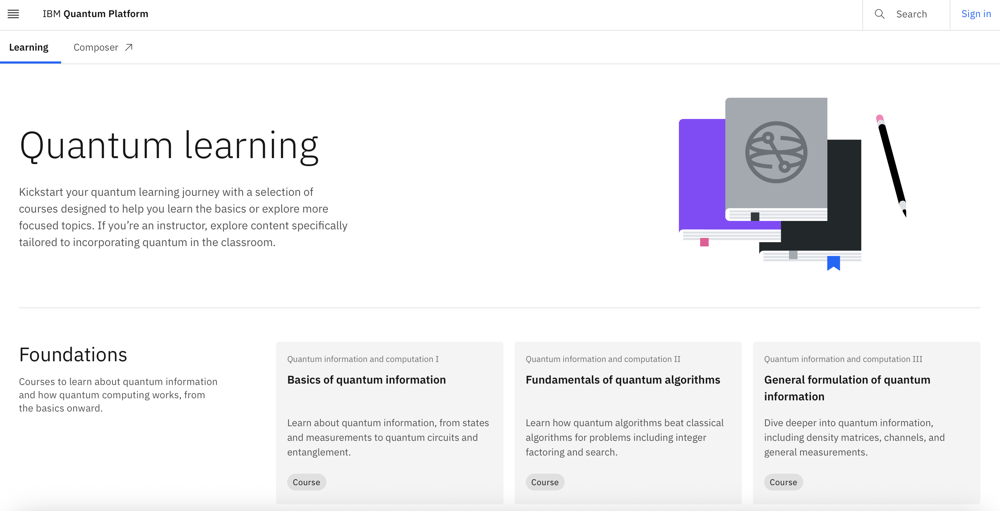 IBM Quantum Platform
Search
Sign in
Learning
Composer
Quantum learning
Kickstart your quantum learning journey with a selection of
courses designed to help you learn the basics or explore more
focused topics. If you’re an instructor, explore content specifically
tailored to incorporating quantum in the classroom.
Foundations
Courses to learn about quantum information
and how quantum computing works, from
the basics onward.
Quantum information and computation I
Basics of quantum information
Learn about quantum information, from states
and measurements to quantum circuits and
entanglement.
Course
Quantum information and computation II
Fundamentals of quantum algorithms
Learn how quantum algorithms beat classical
algorithms for problems including integer
factoring and search.
Course
Quantum information and computation III
General formulation of quantum
information
Dive deeper into quantum information,
including density matrices, channels, and
general measurements.
Course